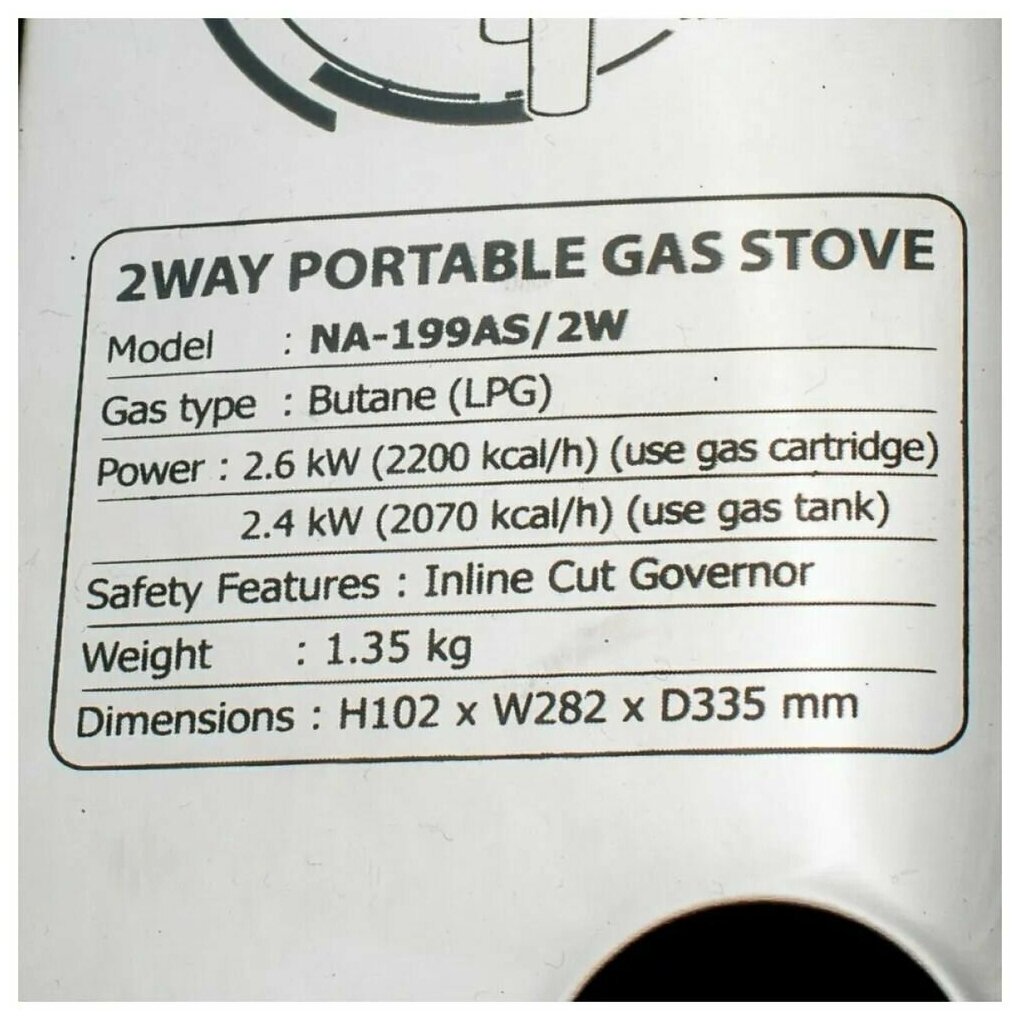 2WAY PORTABLE GAS STOVE
Model : NA-199AS/2W
Gas type : Butane (LPG)
Power : 2.6 kW (2200 kcal/h) (use gas cartridge)
2.4 kW (2070 kcal/h) (use gas tank)
Safety Features : Inline Cut Governor
Weight : 1.35 kg
Dimensions : H102 x W282 x D335 mm